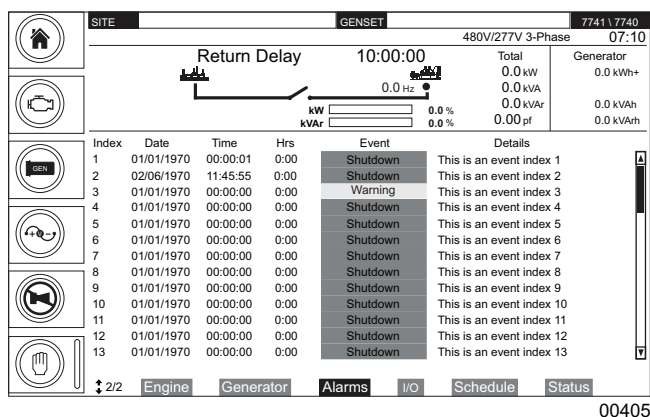 SITE GENSET 7741 \ 7740
480V/277V 3-Phase 07:10
Return Delay 10:00:00 Total Generator
0.0 kW 0.0 kWh+
0.0 Hz 0.0 kVA
kW 0.0 % 0.0 kVAr 0.0 kVAh
kVAr 0.0 % 0.00 pf 0.0 kVArh
Index Date Time Hrs Event Details
1 01/01/1970 00:00:01 0:00 Shutdown This is an event index 1
2 02/06/1970 11:45:55 0:00 Shutdown This is an event index 2
3 01/01/1970 00:00:00 0:00 Warning This is an event index 3
4 01/01/1970 00:00:00 0:00 Shutdown This is an event index 4
5 01/01/1970 00:00:00 0:00 Shutdown This is an event index 5
6 01/01/1970 00:00:00 0:00 Shutdown This is an event index 6
7 01/01/1970 00:00:00 0:00 Shutdown This is an event index 7
8 01/01/1970 00:00:00 0:00 Shutdown This is an event index 8
9 01/01/1970 00:00:00 0:00 Shutdown This is an event index 9
10 01/01/1970 00:00:00 0:00 Shutdown This is an event index 10
11 01/01/1970 00:00:00 0:00 Shutdown This is an event index 11
12 01/01/1970 00:00:00 0:00 Shutdown This is an event index 12
13 01/01/1970 00:00:00 0:00 Shutdown This is an event index 13
GEN
2/2 Engine Generator Alarms I/O Schedule Status
00405